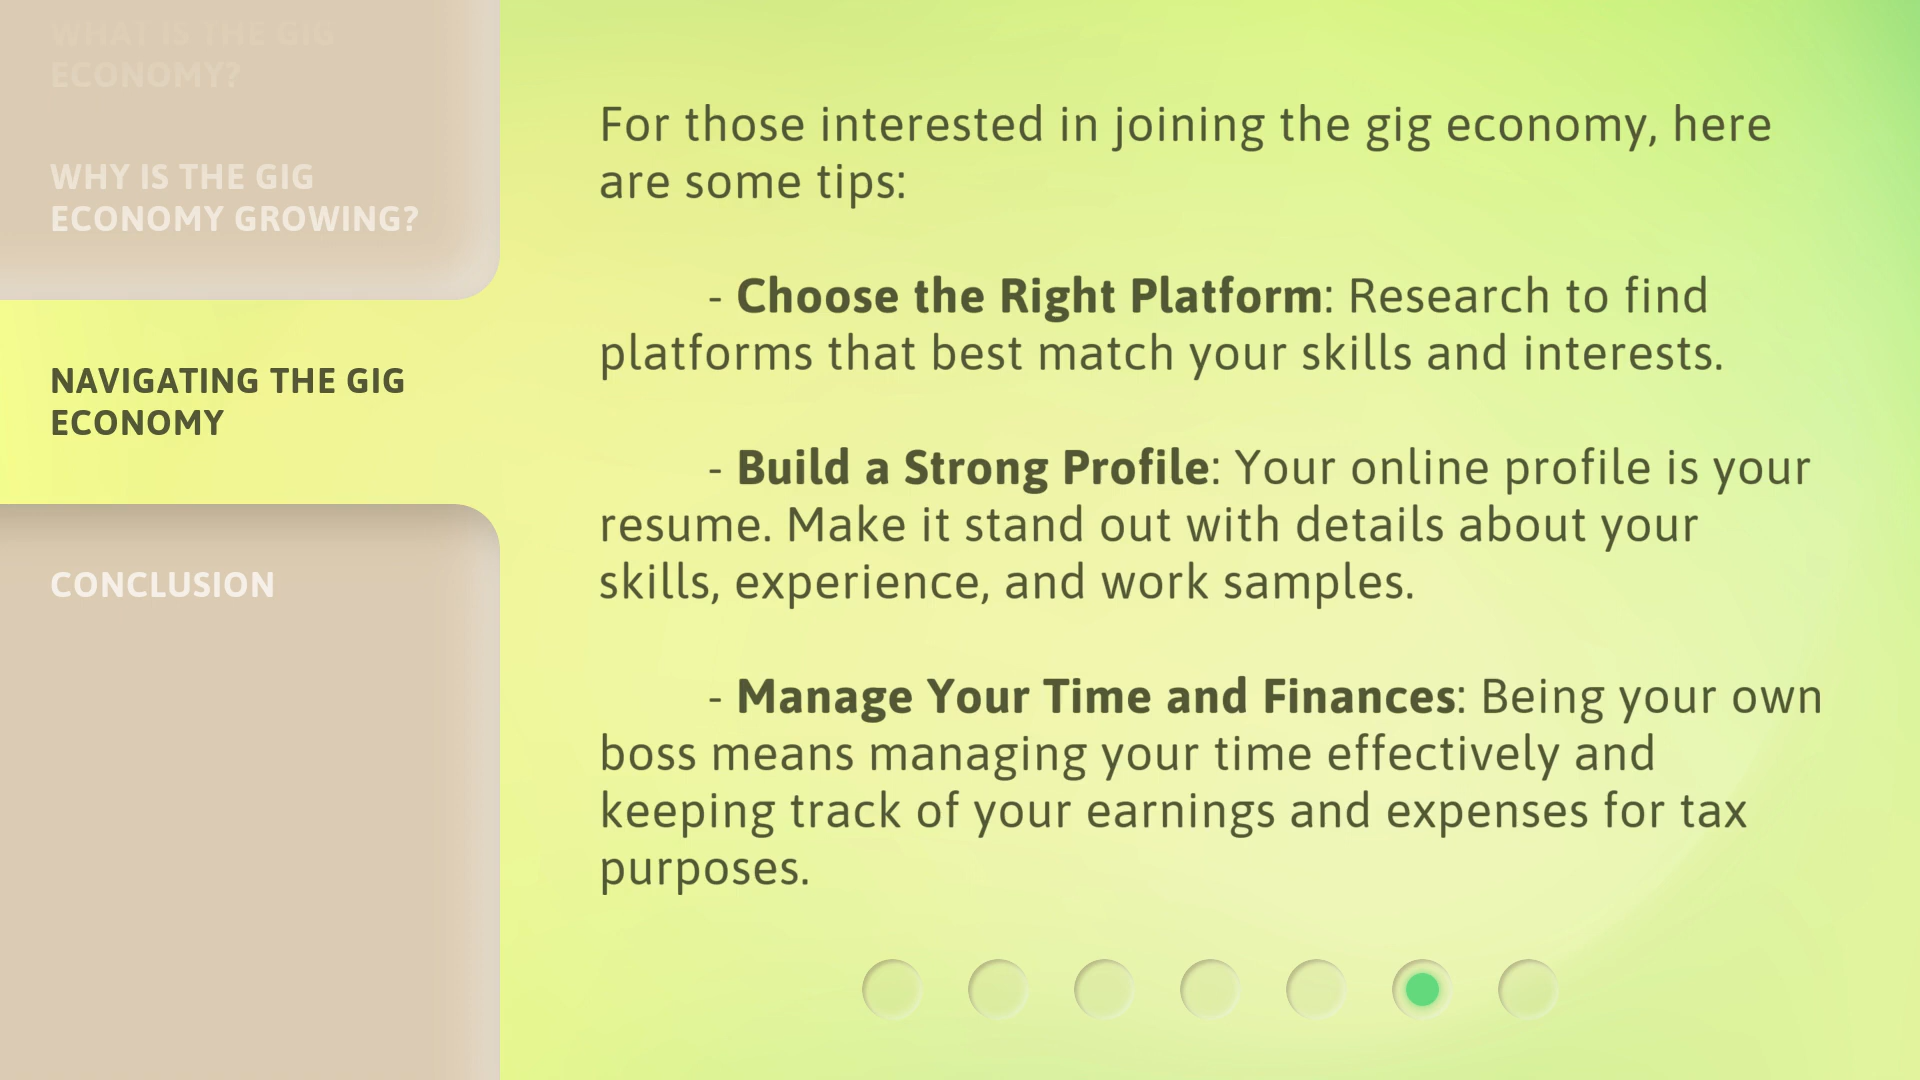 WHAT IS THE GIG
ECONOMY?
WHY IS THE GIG
ECONOMY GROWING?
NAVIGATING THE GIG
ECONOMY
CONCLUSION
For those interested in joining the gig economy, here
are some tips:
- Choose the Right Platform: Research to find
platforms that best match your skills and interests.
- Build a Strong Profile: Your online profile is your
resume. Make it stand out with details about your
skills, experience, and work samples.
- Manage Your Time and Finances: Being your own
boss means managing your time effectively and
keeping track of your earnings and expenses for tax
purposes.